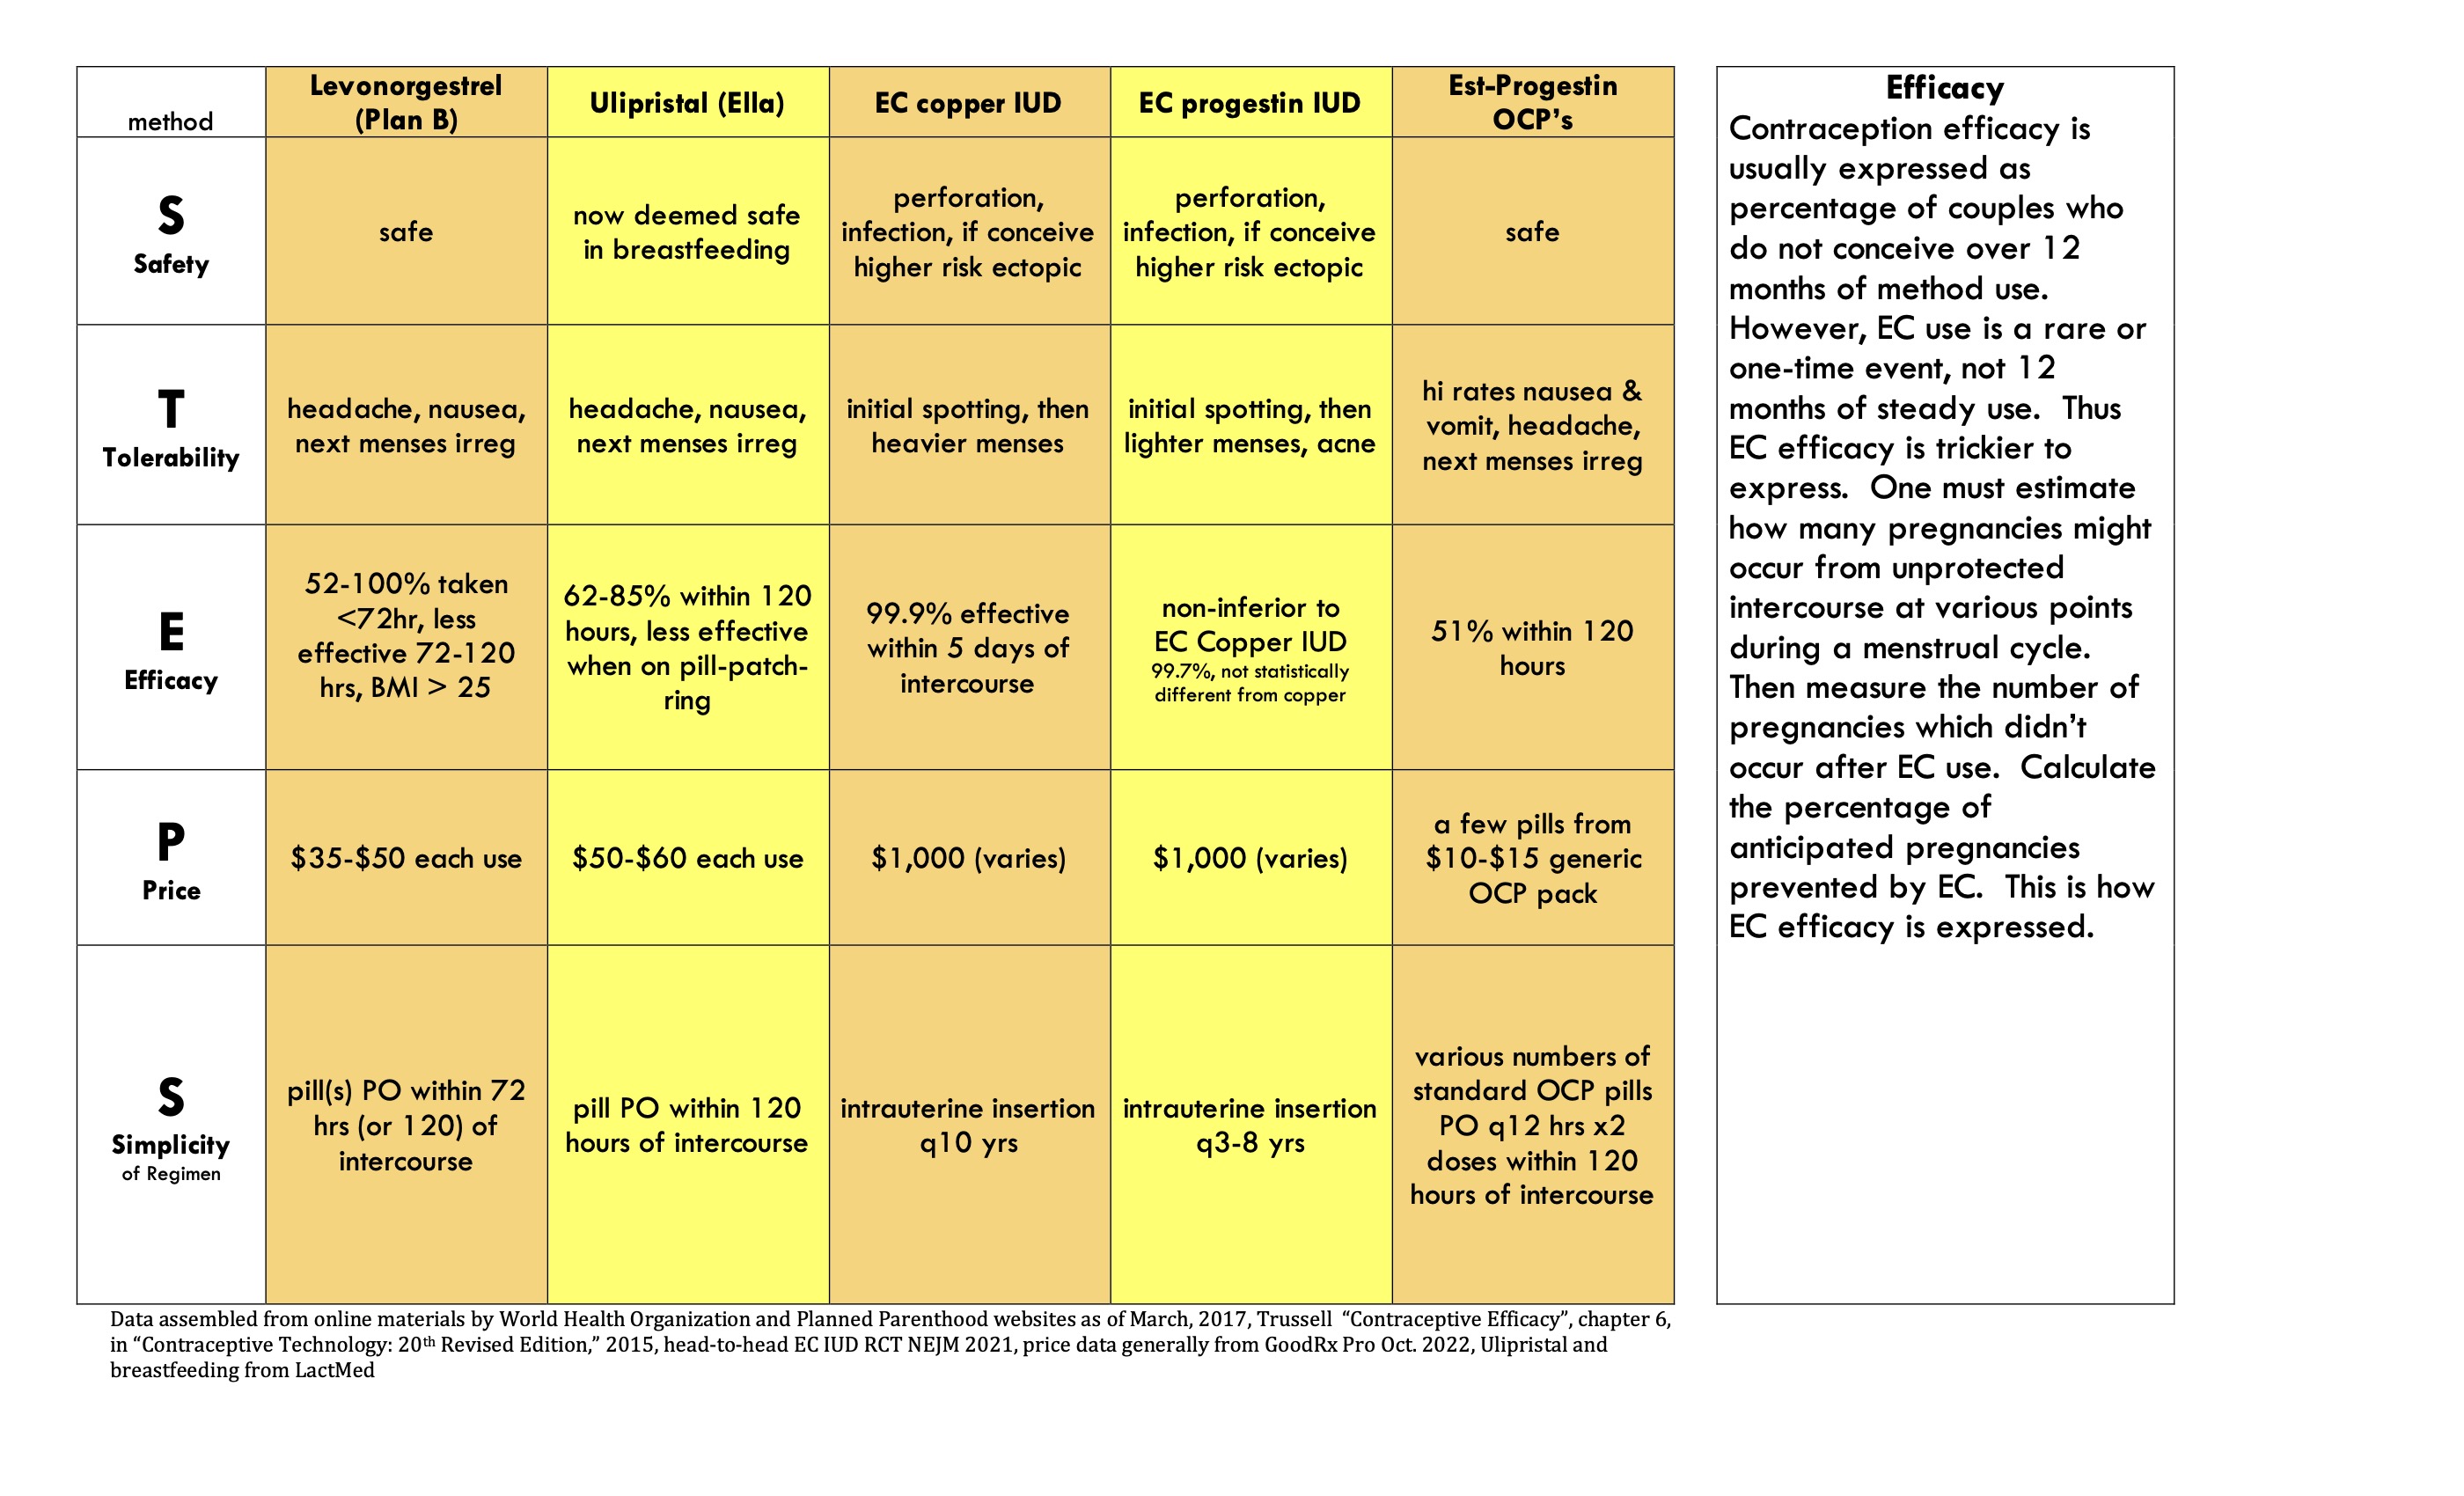 method
Levonorgestrel
(Plan B)
Ulipristal (Ella)
EC copper IUD
EC progestin IUD
Est-Progestin
OCP’s
S
Safety
safe
now deemed safe
in breastfeeding
perforation,
infection, if conceive
higher risk ectopic
perforation,
infection, if conceive
higher risk ectopic
safe
T
Tolerability
headache, nausea,
next menses irreg
headache, nausea,
next menses irreg
initial spotting, then
heavier menses
initial spotting, then
lighter menses, acne
hi rates nausea &
vomit, headache,
next menses irreg
E
Efficacy
52-100% taken
<72hr, less
effective 72-120
hrs, BMI > 25
62-85% within 120
hours, less effective
when on pill-patch-
ring
99.9% effective
within 5 days of
intercourse
non-inferior to
EC Copper IUD
99.7%, not statistically
different from copper
51% within 120
hours
P
Price
$35-$50 each use
$50-$60 each use
$1,000 (varies)
$1,000 (varies)
a few pills from
$10-$15 generic
OCP pack
S
Simplicity
of Regimen
pill(s) PO within 72
hrs (or 120) of
intercourse
pill PO within 120
hours of intercourse
intrauterine insertion
q10 yrs
intrauterine insertion
q3-8 yrs
various numbers of
standard OCP pills
PO q12 hrs x2
doses within 120
hours of intercourse
Efficacy
Contraception efficacy is
usually expressed as
percentage of couples who
do not conceive over 12
months of method use.
However, EC use is a rare or
one-time event, not 12
months of steady use.  Thus
EC efficacy is trickier to
express.  One must estimate
how many pregnancies might
occur from unprotected
intercourse at various points
during a menstrual cycle.
Then measure the number of
pregnancies which didn’t
occur after EC use.  Calculate
the percentage of
anticipated pregnancies
prevented by EC.  This is how
EC efficacy is expressed.
Data assembled from online materials by World Health Organization and Planned Parenthood websites as of March, 2017, Trussell  “Contraceptive Efficacy”, chapter 6,
in “Contraceptive Technology: 20th Revised Edition,” 2015, head-to-head EC IUD RCT NEJM 2021, price data generally from GoodRx Pro Oct. 2022, Ulipristal and
breastfeeding from LactMed